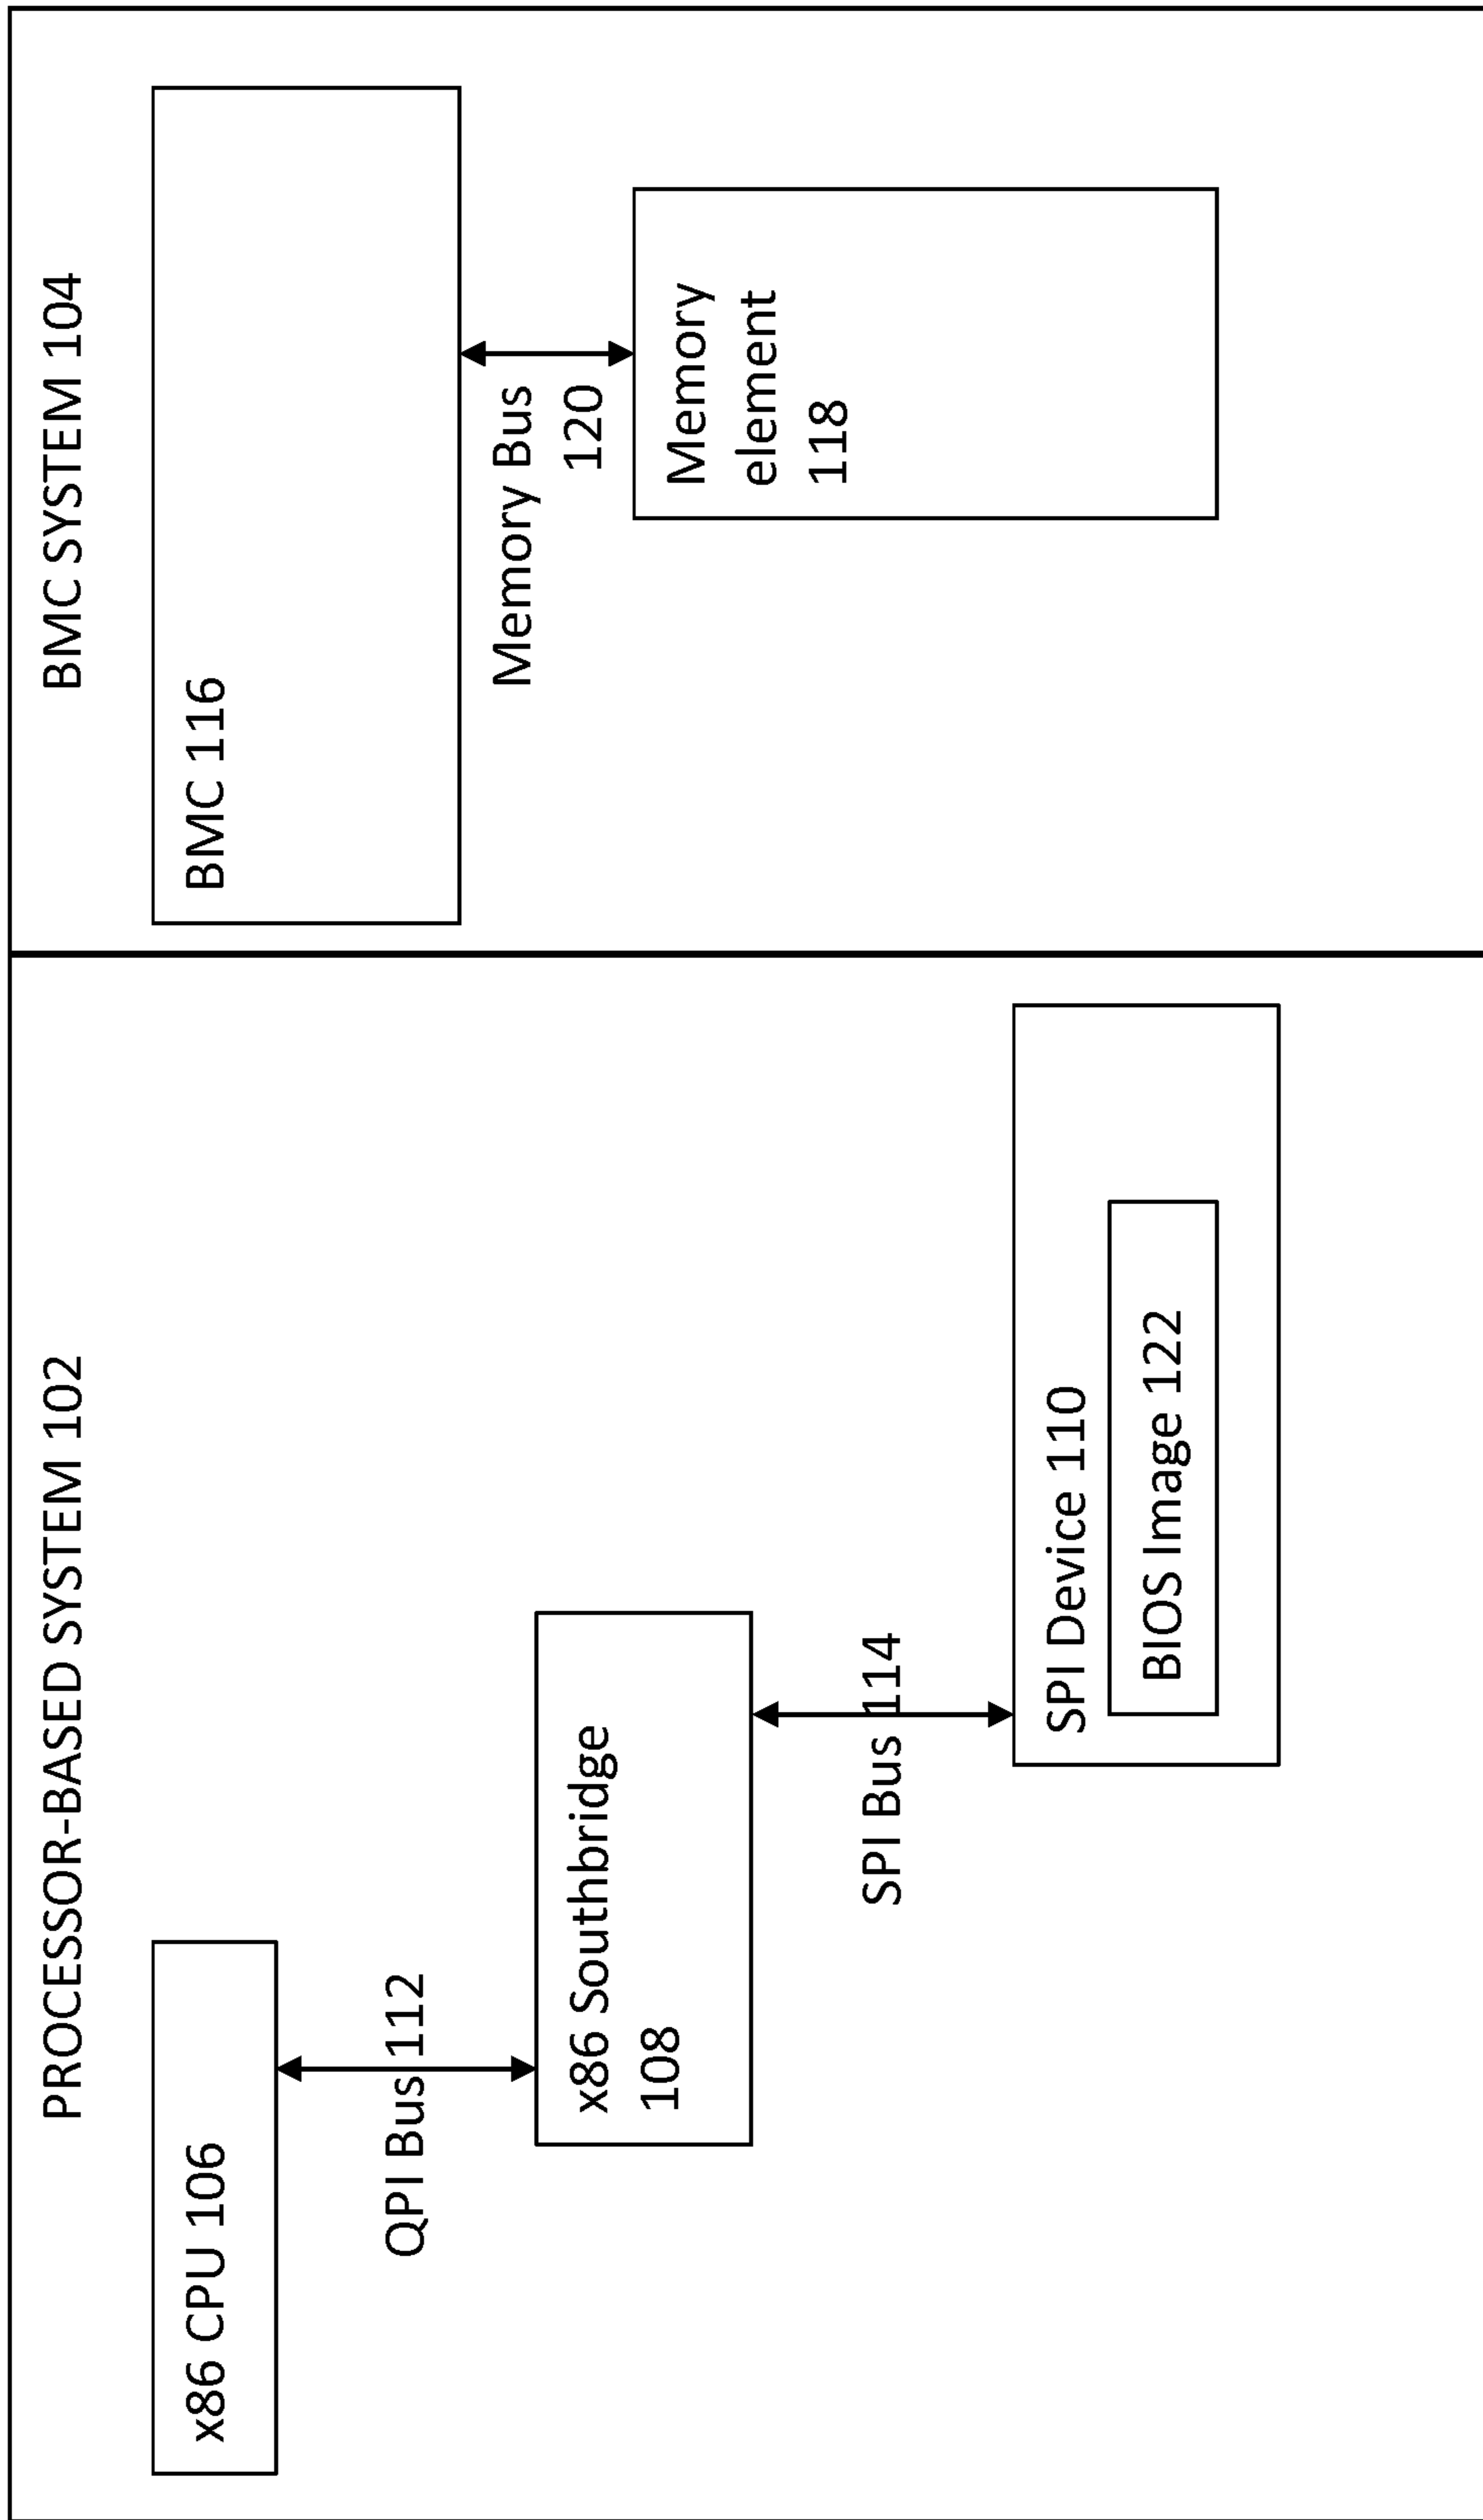 PROCESSOR-BASED SYSTEM 102
x86 CPU 106
QPI Bus 112
x86 Southbridge
108
SPI Bus 114
SPI Device 110
BIOS Image 122
BMC SYSTEM 104
BMC 116
Memory Bus
120
Memory
element
118